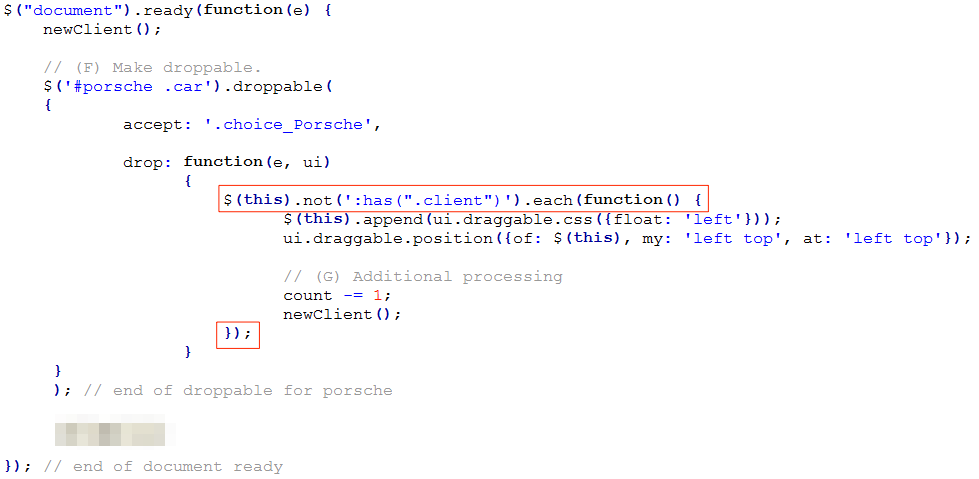 $("document").ready(function(e) {
newClient();
// (F) Make droppable.
$('#porsche .car').droppable(
{
accept: '.choice_Porsche',
drop: function(e, ui)
{
$(this).not(':has(".client")').each(function() {
$(this).append(ui.draggable.css({float: 'left'}));
ui.draggable.position({of: $(this), my: 'left top', at: 'left top'});
// (G) Additional processing
count -= 1;
newClient();
});
}
}
); // end of droppable for porsche
}); // end of document ready